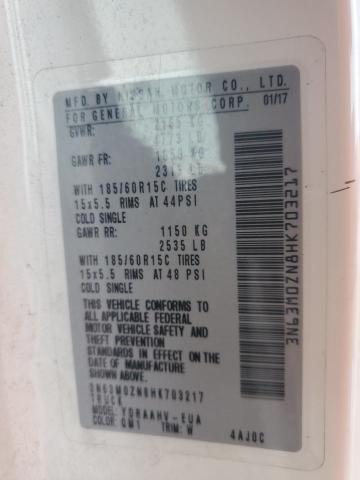 MFD BY NISSAN MOTOR CO., LTD.
FOR GENERAL MOTORS CORP. 01/17
GVWR:
GAWR FR:
WITH 185/60R15C TIRES
15x5.5 RIMS AT 44PSI
COLD SINGLE
GAWR RR: 1150 KG
2535 LB
WITH 185/60R15C TIRES
15x5.5 RIMS AT 48 PSI
COLD SINGLE
THIS VEHICLE CONFORMS TO
ALL APPLICABLE FEDERAL
MOTOR VEHICLE SAFETY AND
THEFT PREVENTION
STANDARDS IN EFFECT ON THE
DATE OF MANUFACTURE SHOWN
ABOVE.
3N63M0ZN8HK703217
TRUCK
MODEL: YDRAAHV-EUA
COLOR: QM1 TRIM: W
4AJ0C
3N63M0ZN8HK703217